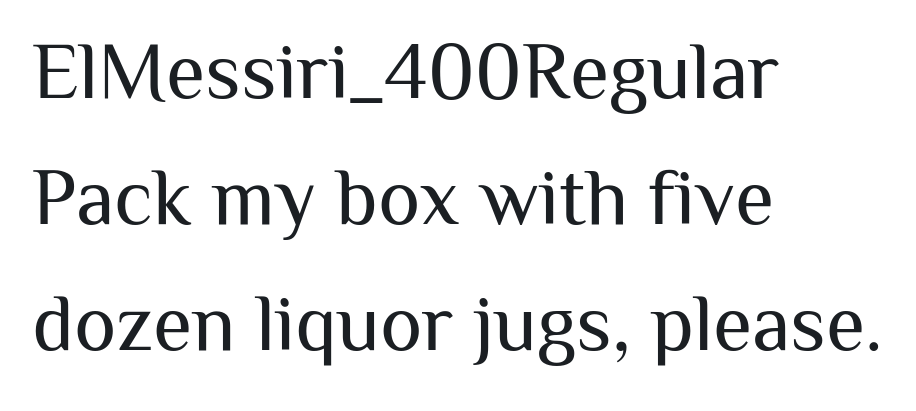 ElMessiri_400Regular
Pack my box with five
dozen liquor jugs, please.